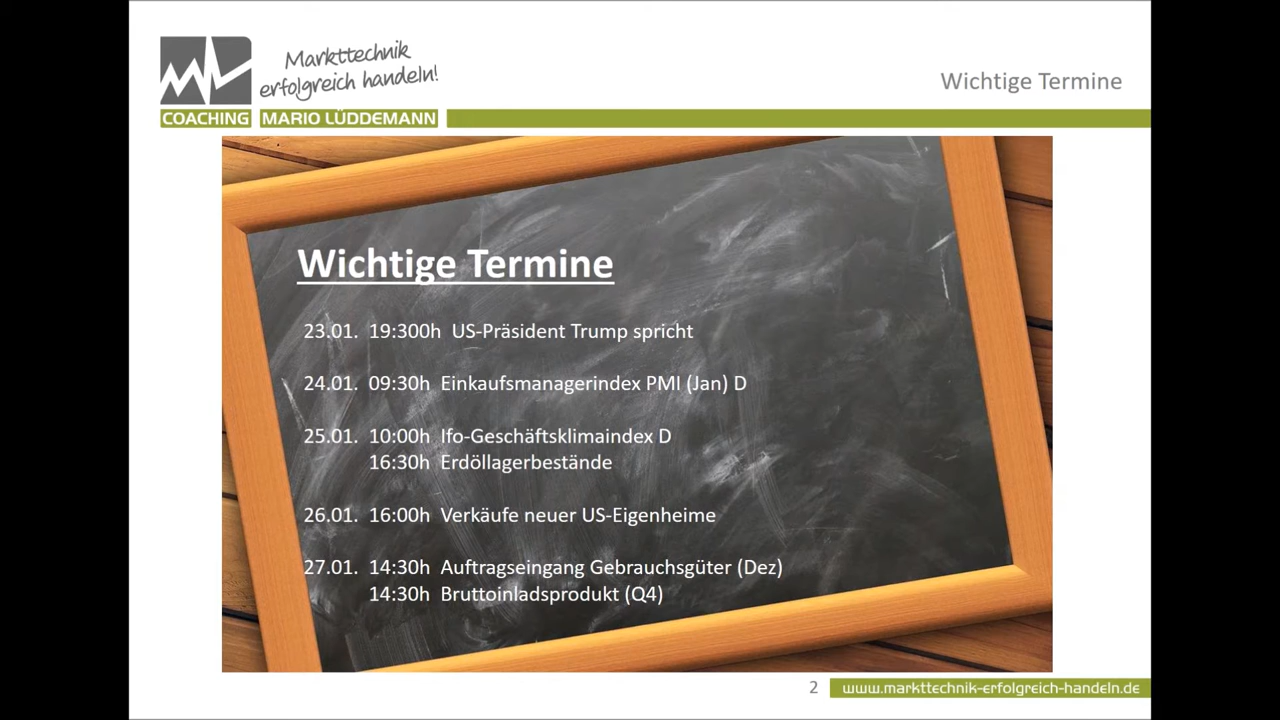 Markttechnik
erfolgreich handeln!
COACHING MARIO LÜDDEMANN
Wichtige Termine
Wichtige Termine
23.01. 19:300h US-Präsident Trump spricht
24.01. 09:30h Einkaufsmanagerindex PMI (Jan) D
25.01. 10:00h Ifo-Geschäftsklimaindex D
16:30h Erdöllagerbestände
26.01. 16:00h Verkäufe neuer US-Eigenheime
27.01. 14:30h Auftragseingang Gebrauchsgüter (Dez)
14:30h Bruttoinladsprodukt (Q4)
2 www.markttechnik-erfolgreich-handeln.de